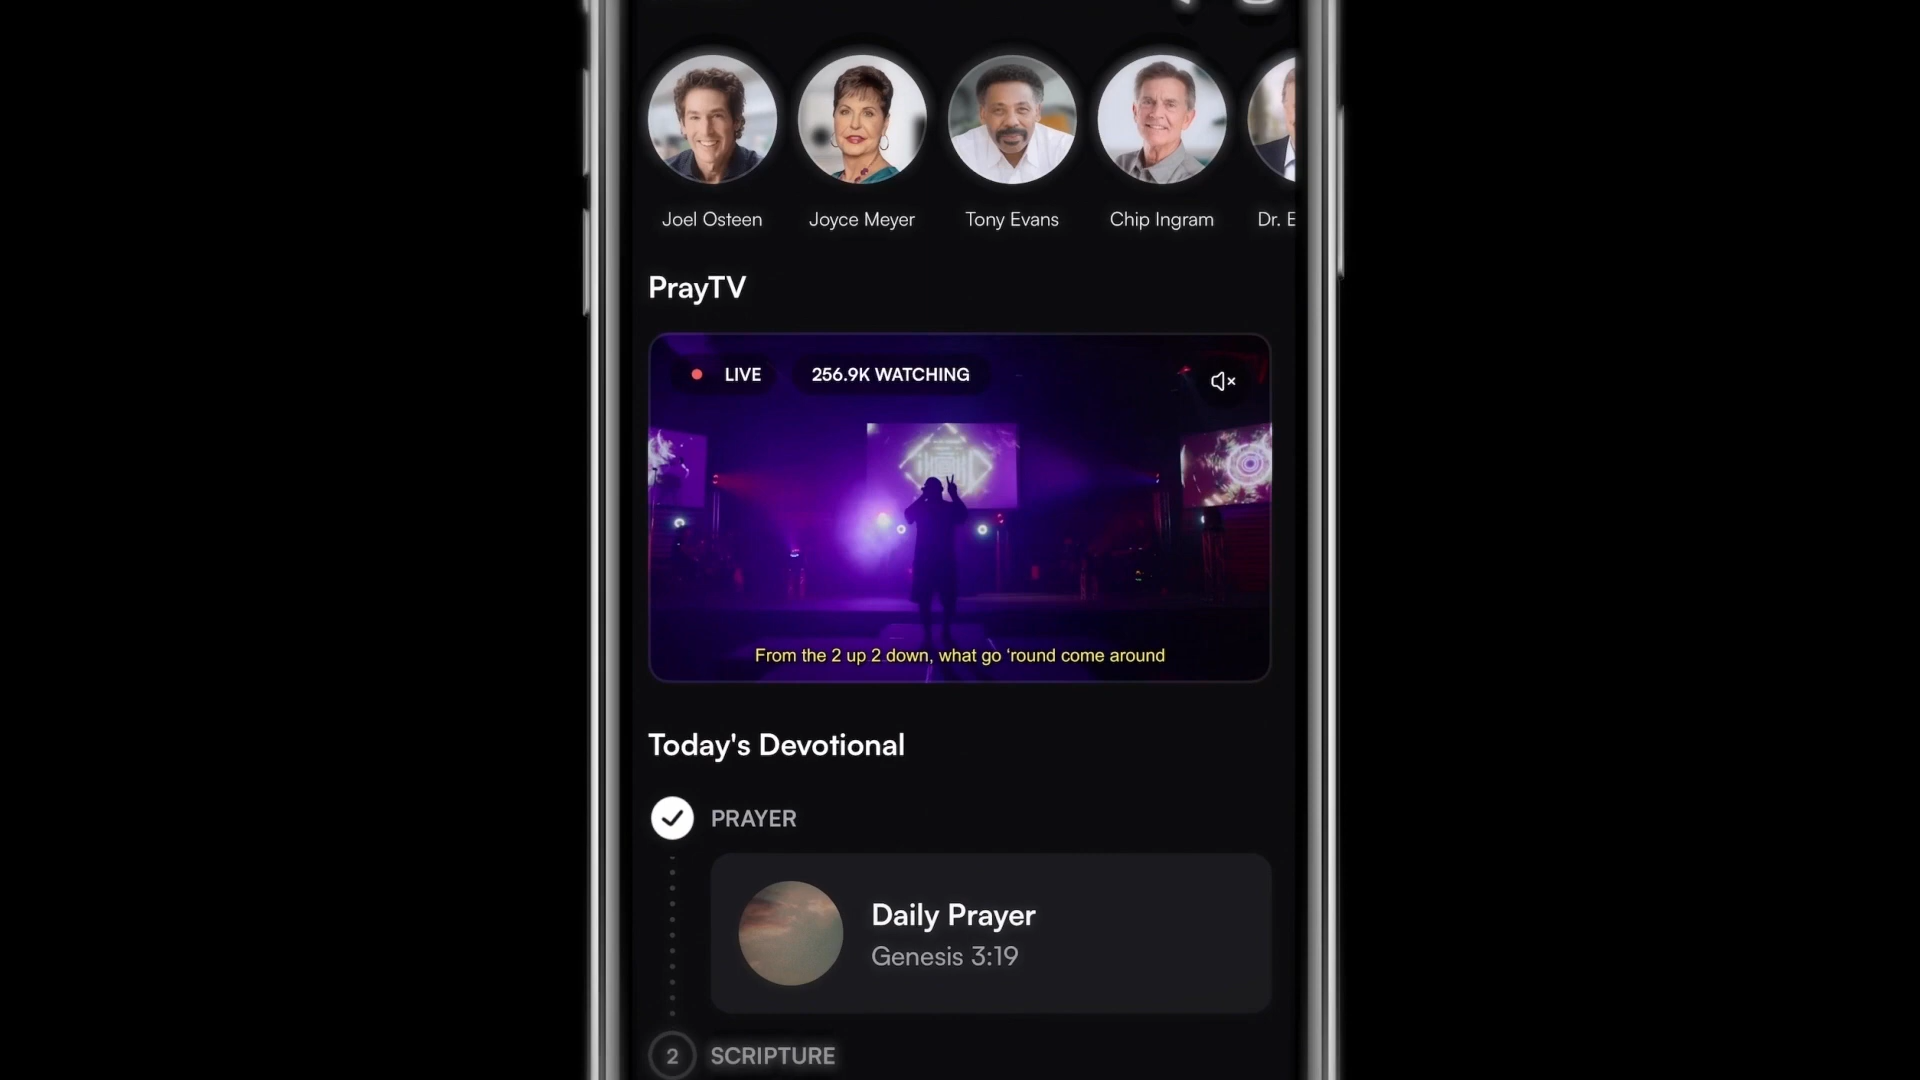 Joel Osteen
Joyce Meyer
Tony Evans
Chip Ingram
Dr. E
PrayTV
LIVE
256.9K WATCHING
From the 2 up 2 down, what go ‘round come around
Today's Devotional
PRAYER
Daily Prayer
Genesis 3:19
2
SCRIPTURE